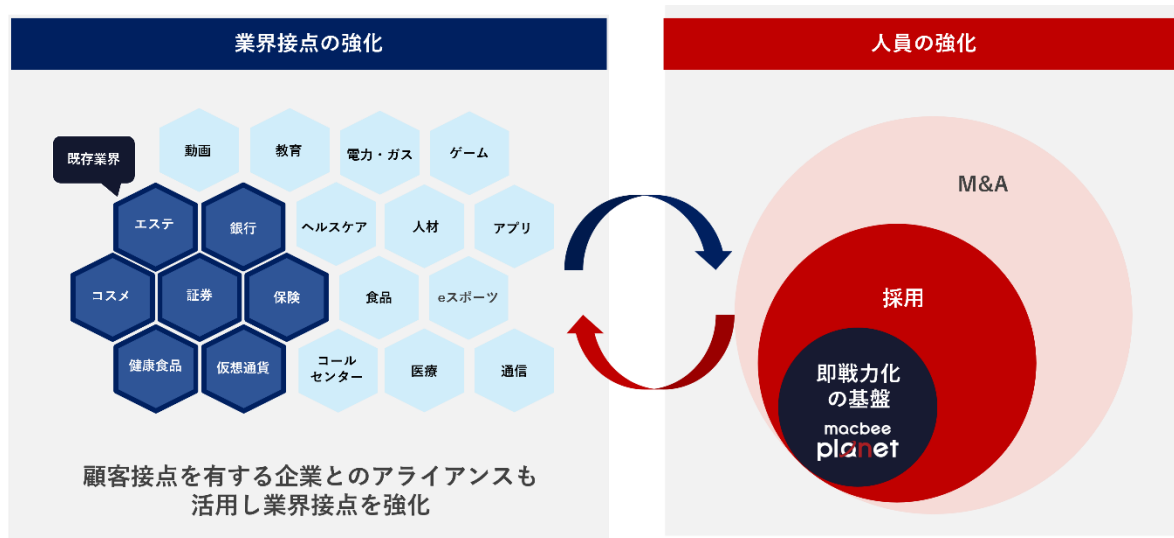 業界接点の強化
既存業界
動画
教育
電力・ガス
ゲーム
エステ
銀行
ヘルスケア
人材
アプリ
コスメ
証券
保険
食品
eスポーツ
健康食品
仮想通貨
コール
センター
医療
通信
顧客接点を有する企業とのアライアンスも
活用し業界接点を強化
人員の強化
M&A
採用
即戦力化
の基盤
macbee
planet